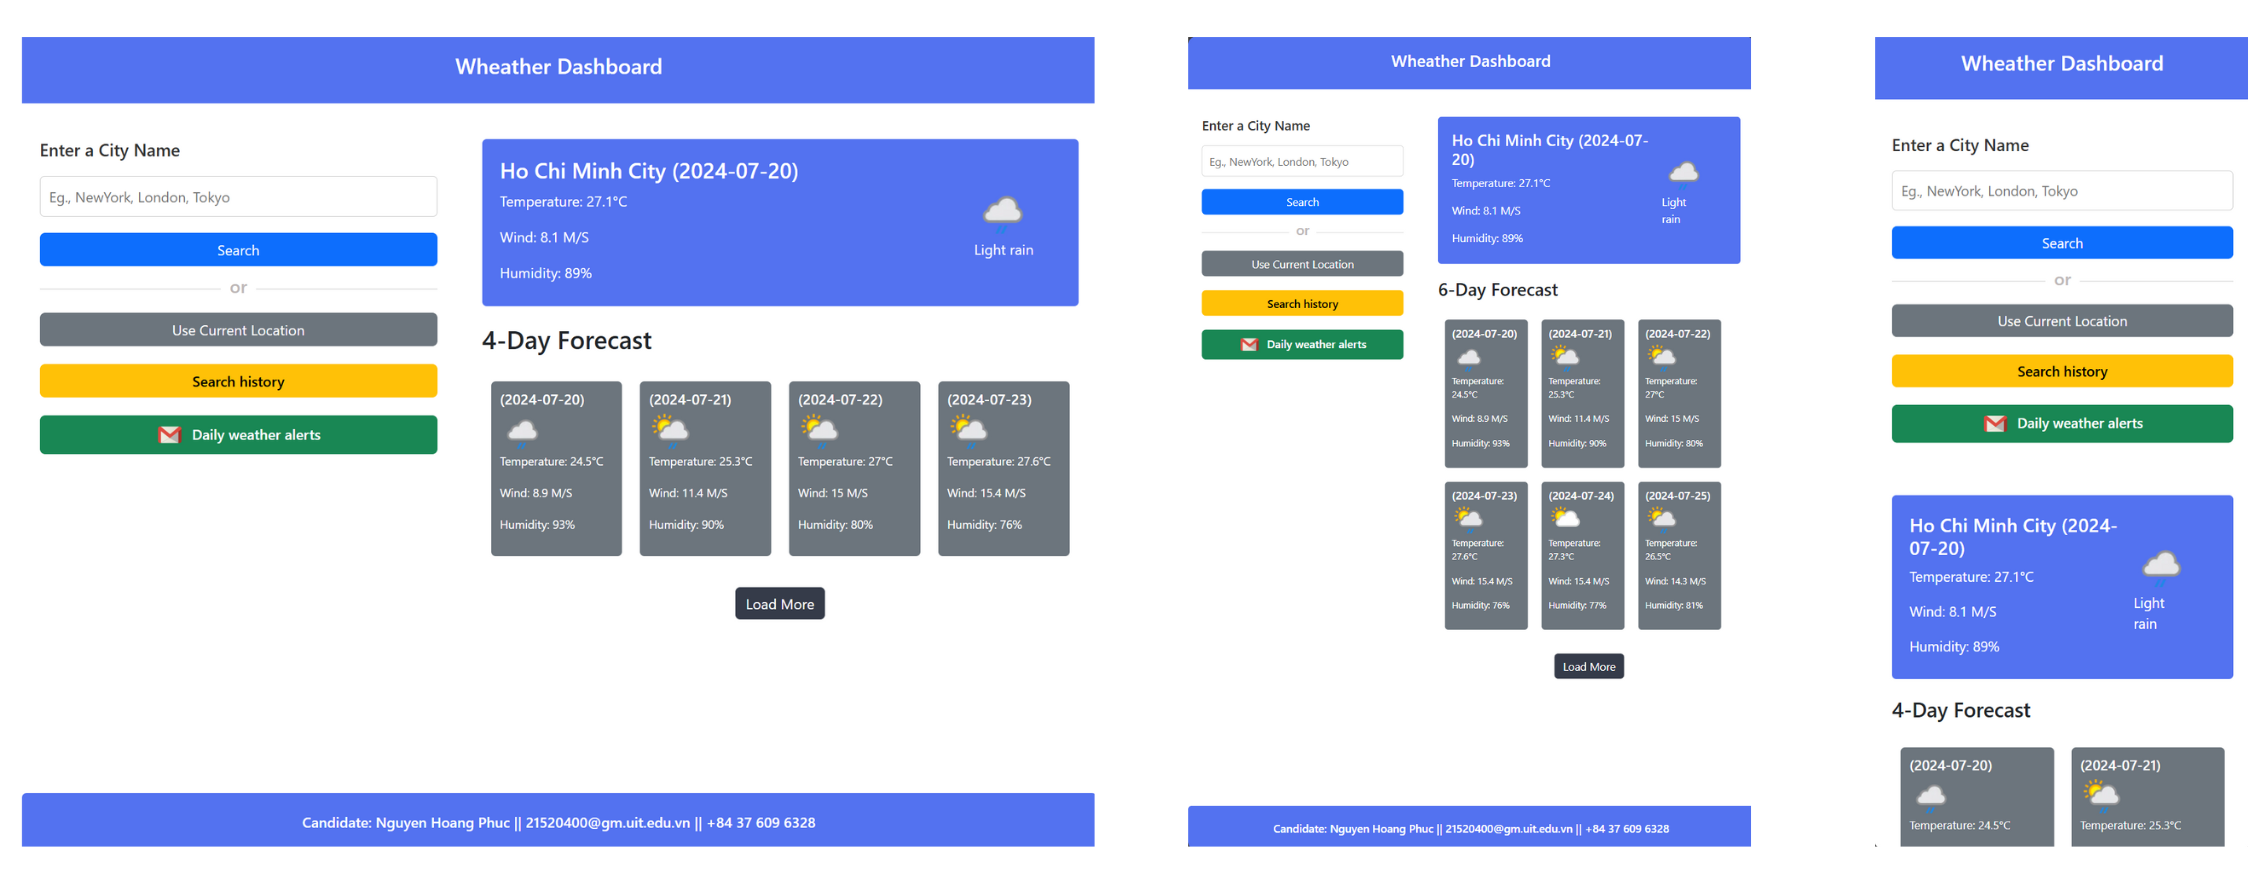 Wheather Dashboard
Enter a City Name
Eg., NewYork, London, Tokyo
Search
or
Use Current Location
Search history
Daily weather alerts
Ho Chi Minh City (2024-07-20)
Temperature: 27.1°C
Wind: 8.1 M/S
Humidity: 89%
Light rain
4-Day Forecast
(2024-07-20)
Temperature: 24.5°C
Wind: 8.9 M/S
Humidity: 93%
(2024-07-21)
Temperature: 25.3°C
Wind: 11.4 M/S
Humidity: 90%
(2024-07-22)
Temperature: 27°C
Wind: 15 M/S
Humidity: 80%
(2024-07-23)
Temperature: 27.6°C
Wind: 15.4 M/S
Humidity: 76%
Load More
Candidate: Nguyen Hoang Phuc || 21520400@gm.uit.edu.vn || +84 37 609 6328
Wheather Dashboard
Enter a City Name
Eg., NewYork, London, Tokyo
Search
or
Use Current Location
Search history
Daily weather alerts
Ho Chi Minh City (2024-07-
20)
Temperature: 27.1°C
Wind: 8.1 M/S
Humidity: 89%
Light
rain
6-Day Forecast
(2024-07-20)
Temperature:
24.5°C
Wind: 8.9 M/S
Humidity: 93%
(2024-07-21)
Temperature:
25.3°C
Wind: 11.4 M/S
Humidity: 90%
(2024-07-22)
Temperature:
27°C
Wind: 15 M/S
Humidity: 80%
(2024-07-23)
Temperature:
27.6°C
Wind: 15.4 M/S
Humidity: 76%
(2024-07-24)
Temperature:
27.3°C
Wind: 15.4 M/S
Humidity: 77%
(2024-07-25)
Temperature:
26.5°C
Wind: 14.3 M/S
Humidity: 81%
Load More
Candidate: Nguyen Hoang Phuc || 21520400@gm.uit.edu.vn || +84 37 609 6328
Wheather Dashboard
Enter a City Name
Eg., NewYork, London, Tokyo
Search
or
Use Current Location
Search history
Daily weather alerts
Ho Chi Minh City (2024-
07-20)
Temperature: 27.1°C
Wind: 8.1 M/S
Humidity: 89%
Light
rain
4-Day Forecast
(2024-07-20)
Temperature: 24.5°C
(2024-07-21)
Temperature: 25.3°C